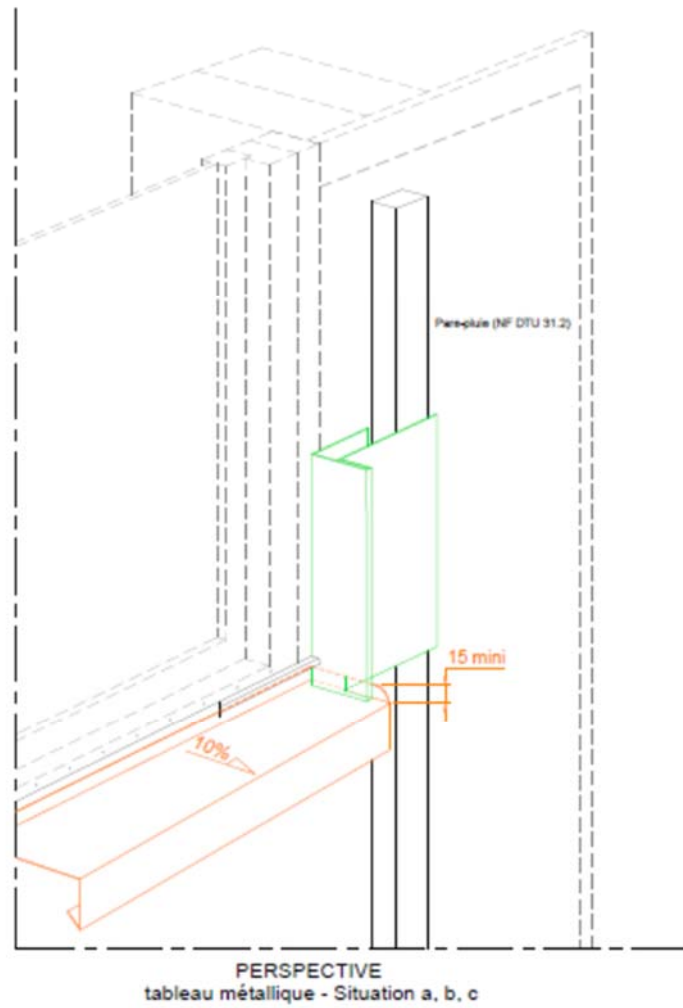 Pare-pluie (NF DTU 31.2)
15 mini
10%
PERSPECTIVE
tableau métallique - Situation a, b, c